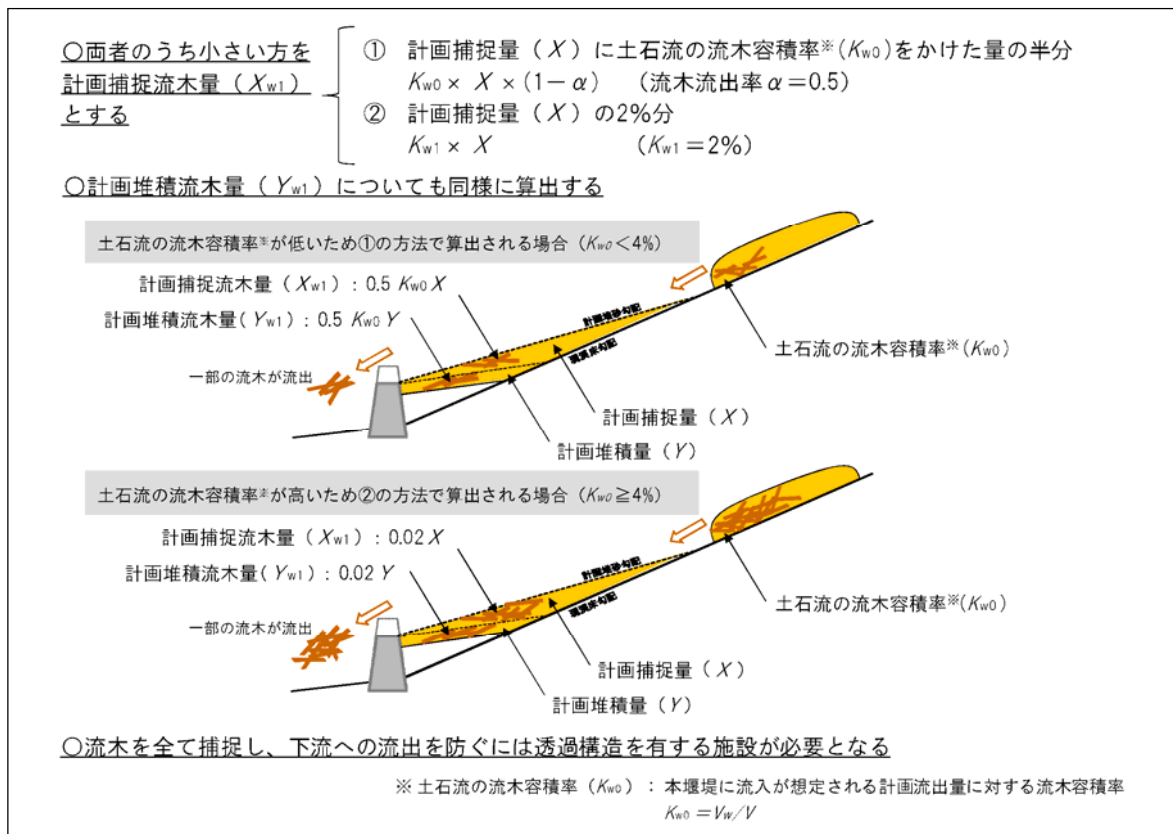 ○両者のうち小さい方を
計画捕捉流木量(Xw1)
とする
① 計画捕捉量(X)に土石流の流木容積率※(Kw0)をかけた量の半分
Kw0× X ×(1-α) (流木流出率α=0.5)
② 計画捕捉量(X)の2%分
Kw1× X (Kw1=2%)
○計画堆積流木量(Yw1)についても同様に算出する
土石流の流木容積率※が低いため①の方法で算出される場合(Kw0<4%)
計画捕捉流木量(Xw1):0.5 Kw0 X
計画堆積流木量(Yw1):0.5 Kw0 Y
計画堆砂勾配
土石流の流木容積率※(Kw0)
一部の流木が流出
現渓床勾配
計画捕捉量(X)
計画堆積量(Y)
土石流の流木容積率※が高いため②の方法で算出される場合(Kw0≧4%)
計画捕捉流木量(Xw1):0.02 X
計画堆積流木量(Yw1):0.02 Y
計画堆砂勾配
土石流の流木容積率※(Kw0)
一部の流木が流出
現渓床勾配
計画捕捉量(X)
計画堆積量(Y)
○流木を全て捕捉し、下流への流出を防ぐには透過構造を有する施設が必要となる
※ 土石流の流木容積率(Kw0): 本堰堤に流入が想定される計画流出量に対する流木容積率
Kw0=Vw/V